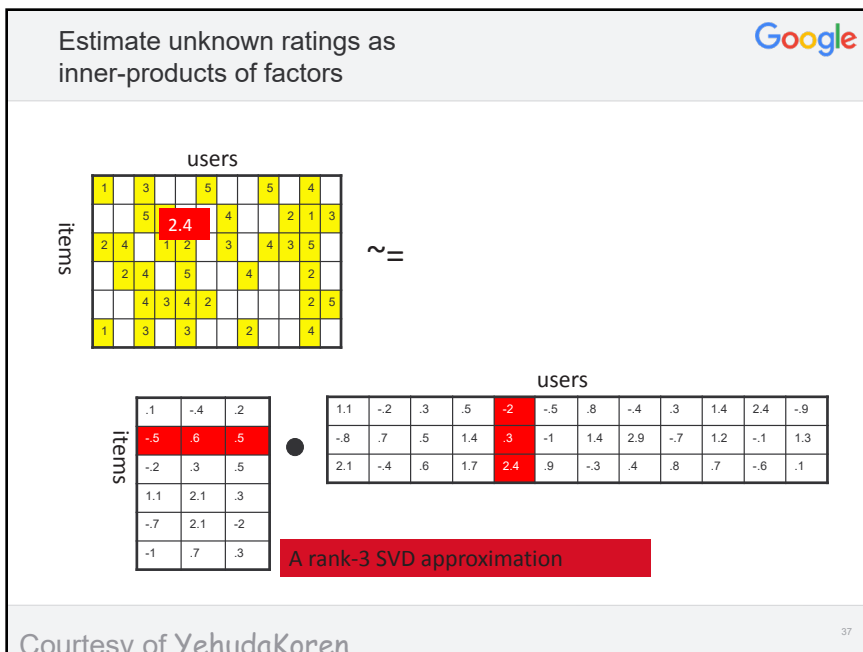 Estimate unknown ratings as
inner-products of factors
Google
users
items
1 3 5 5 4
5 4 2 1 3
2.4
2 4 1 2 3 4 3 5
2 4 5 4 2
4 3 4 2 2 5
1 3 3 2 4
~=
users
items
.1 -.4 .2
-.5 .6 .5
-.2 .3 .5
1.1 2.1 .3
-.7 2.1 -2
-1 .7 .3
1.1 -.2 .3 .5 -2 -.5 .8 -.4 .3 1.4 2.4 -.9
-.8 .7 .5 1.4 .3 -1 1.4 2.9 -.7 1.2 -.1 1.3
2.1 -.4 .6 1.7 2.4 .9 -.3 .4 .8 .7 -.6 .1
A rank-3 SVD approximation
Courtesy of YehudaKoren
37